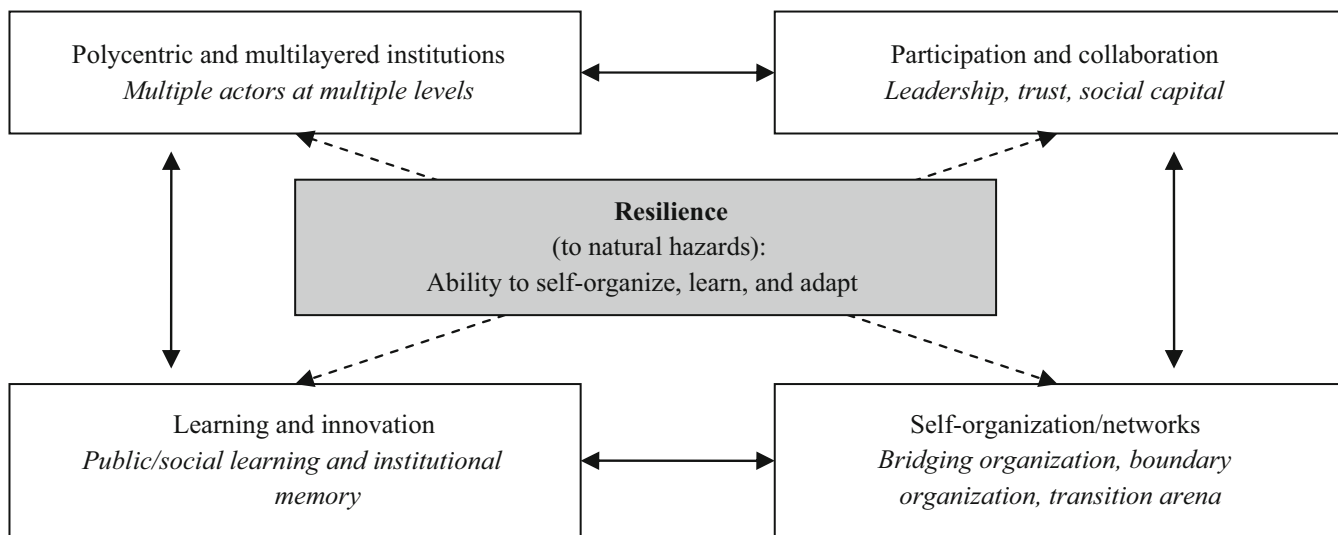 Polycentric and multilayered institutions
Multiple actors at multiple levels
Participation and collaboration
Leadership, trust, social capital
Resilience
(to natural hazards):
Ability to self-organize, learn, and adapt
Learning and innovation
Public/social learning and institutional
memory
Self-organization/networks
Bridging organization, boundary
organization, transition arena